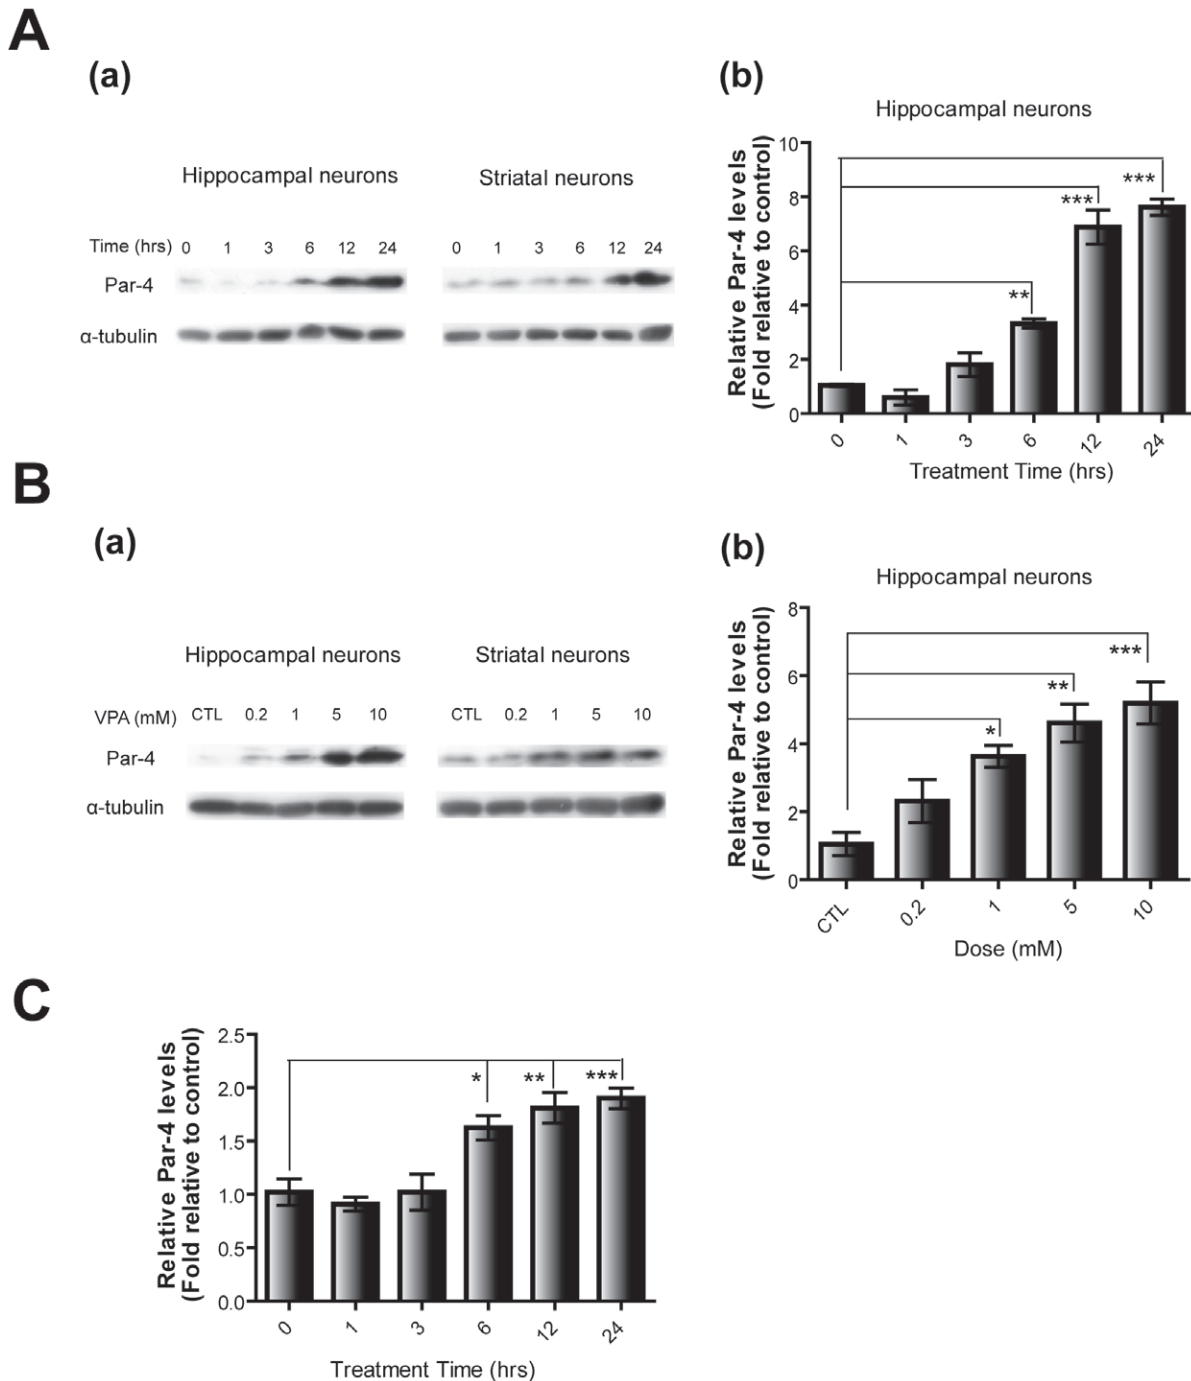 A
(a)
Hippocampal neurons
Striatal neurons
Time (hrs) 0 1 3 6 12 24
0 1 3 6 12 24
Par-4
α-tubulin
(b)
Hippocampal neurons
Relative Par-4 levels
(Fold relative to control)
10
8
6
4
2
0
***
***
**
0 1 3 6 12 24
Treatment Time (hrs)
B
(a)
Hippocampal neurons
Striatal neurons
VPA (mM) CTL 0.2 1 5 10
CTL 0.2 1 5 10
Par-4
α-tubulin
(b)
Hippocampal neurons
Relative Par-4 levels
(Fold relative to control)
8
6
4
2
0
***
**
*
CTL 0.2 1 5 10
Dose (mM)
C
Relative Par-4 levels
(Fold relative to control)
2.5
2.0
1.5
1.0
0.5
0.0
* ** ***
0 1 3 6 12 24
Treatment Time (hrs)